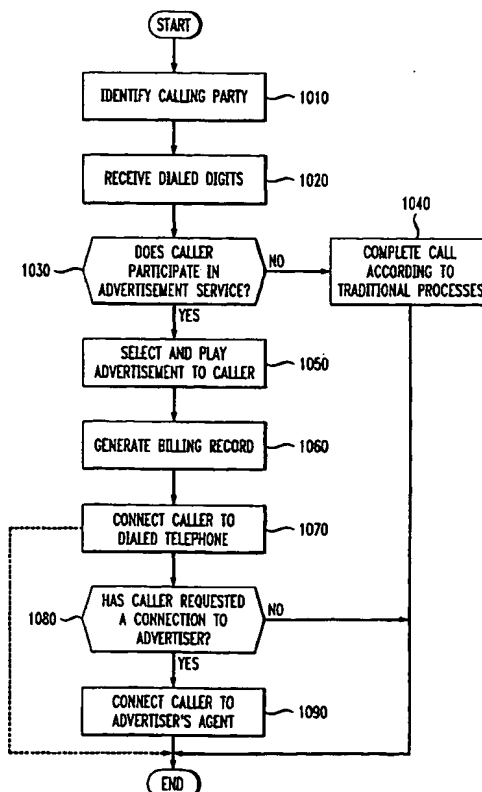 START
IDENTIFY CALLING PARTY
1010
RECEIVE DIALED DIGITS
1020
1030
DOES CALLER
PARTICIPATE IN
ADVERTISEMENT SERVICE?
NO
YES
1040
COMPLETE CALL
ACCORDING TO
TRADITIONAL PROCESSES
SELECT AND PLAY
ADVERTISEMENT TO CALLER
1050
GENERATE BILLING RECORD
1060
CONNECT CALLER TO
DIALED TELEPHONE
1070
1080
HAS CALLER REQUESTED
A CONNECTION TO
ADVERTISER?
NO
YES
CONNECT CALLER TO
ADVERTISER'S AGENT
1090
END